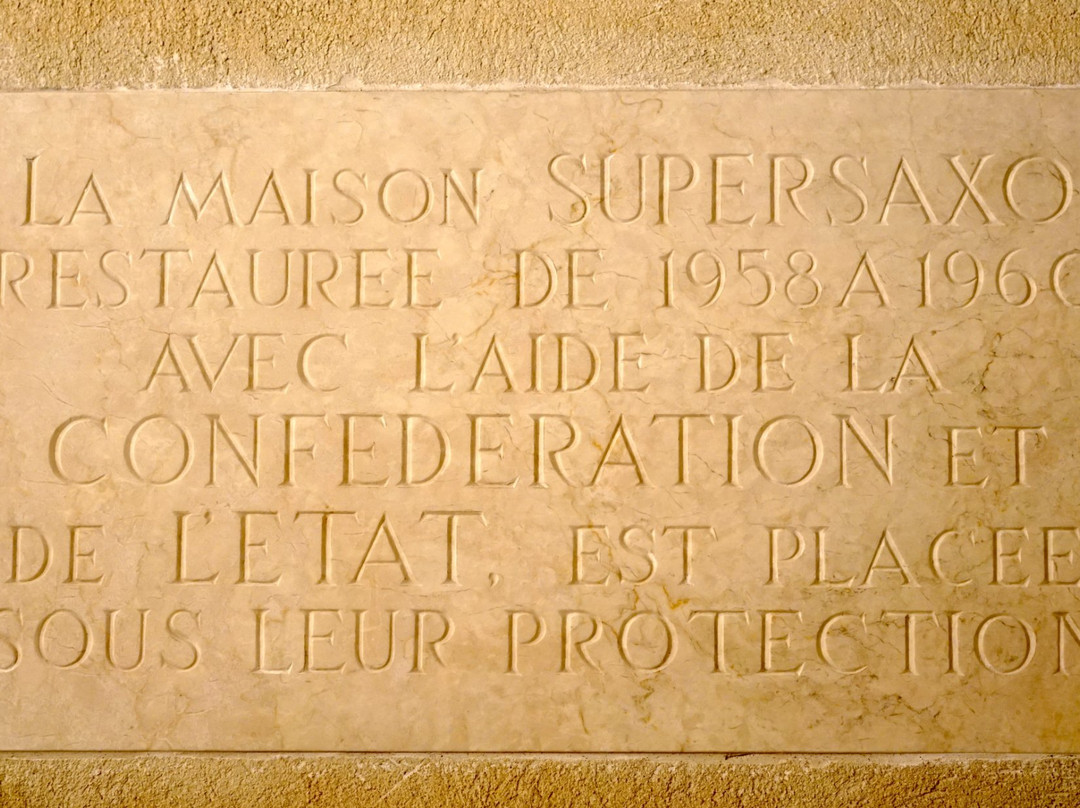 LA MAISON SUPERSAXO
RESTAUREE DE 1958 A 1960
AVEC L'AIDE DE LA
CONFEDERATION ET
DE L'ETAT, EST PLACEE
SOUS LEUR PROTECTION